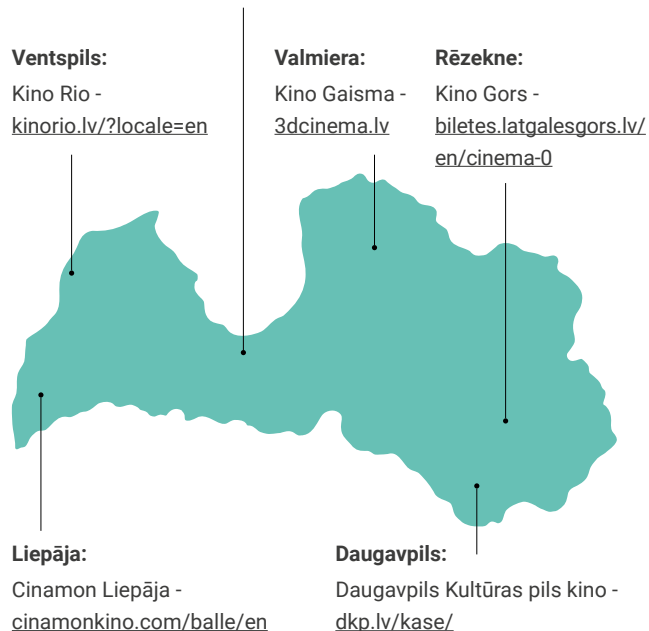 Ventspils:
Kino Rio -
kinorio.lv/?locale=en
Valmiera:
Kino Gaisma -
3dcinema.lv
Rēzekne:
Kino Gors -
biletes.latgalesgors.lv/
en/cinema-0
Liepāja:
Cinamon Liepāja -
cinamonkino.com/balle/en
Daugavpils:
Daugavpils Kultūras pils kino -
dkp.lv/kase/